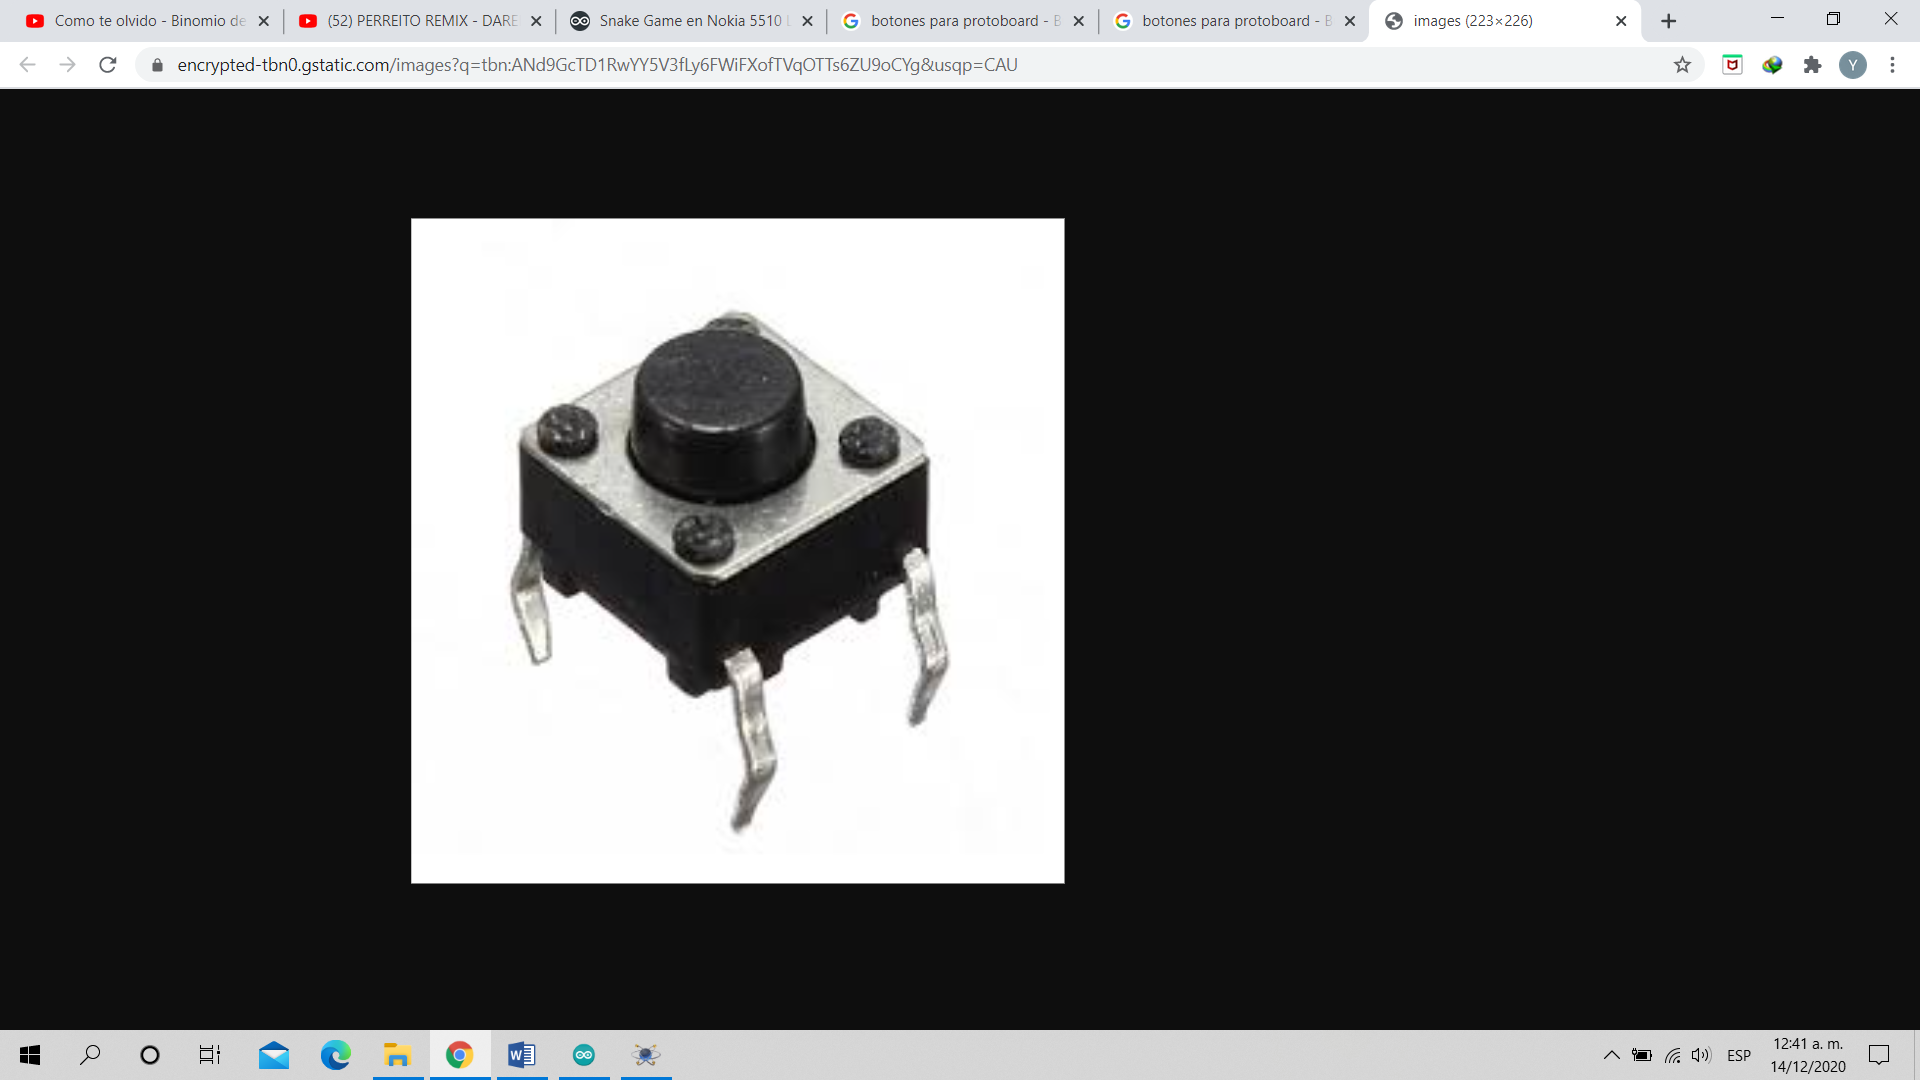 Como te olvido - Binomio de
(52) PERREITO REMIX - DARE
Snake Game en Nokia 5510 L
botones para protoboard - B
botones para protoboard - B
images (223×226)
encrypted-tbn0.gstatic.com/images?q=tbn:ANd9GcTD1RwYY5V3fLy6FWiFXofTVqOTTs6ZU9oCYg&usqp=CAU
Y
ESP
12:41 a. m.
14/12/2020